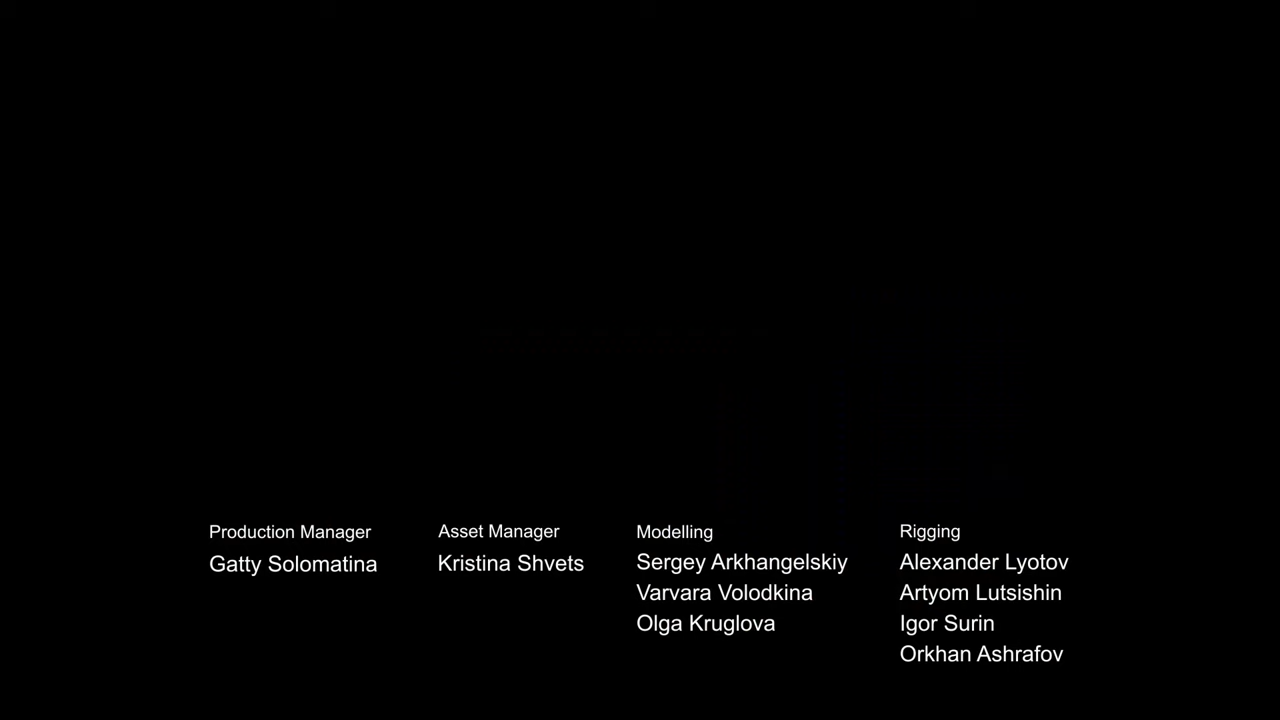 Production Manager
Gatty Solomatina
Asset Manager
Kristina Shvets
Modelling
Sergey Arkhangelskiy
Varvara Volodkina
Olga Kruglova
Rigging
Alexander Lyotov
Artyom Lutsishin
Igor Surin
Orkhan Ashrafov